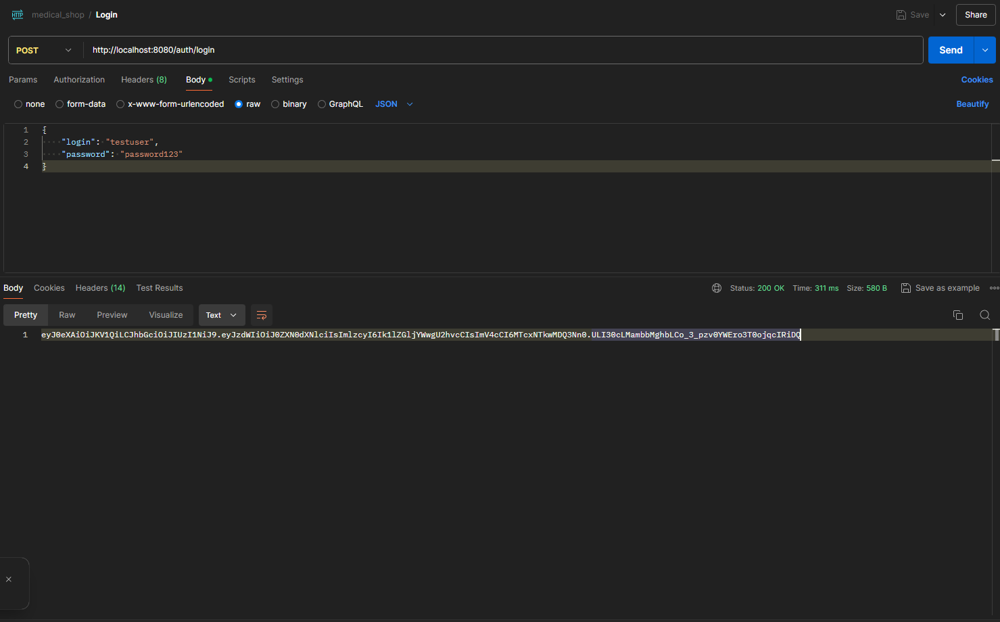 HTTP medical_shop / Login Save Share
POST http://localhost:8080/auth/login Send
Params Authorization Headers (8) Body Scripts Settings Cookies
none form-data x-www-form-urlencoded raw binary GraphQL JSON Beautify
1 {
2 "login": "testuser",
3 "password": "password123"
4 }
Body Cookies Headers (14) Test Results Status: 200 OK Time: 311 ms Size: 580 B Save as example
Pretty Raw Preview Visualize Text
1 eyJ0eXAiOiJKV1QiLCJhbGciOiJIUzI1NiJ9.eyJzdWIiOiJ0ZXN0dXNlciIsImlzcyI6Ik1lZGljYWwgU2hvcCIsImV4cCI6MTcxNTkwMDQ3Nn0.ULI30cLMambbMghbLCo_3_pzv0YWEro3T0ojqcIRiDQ